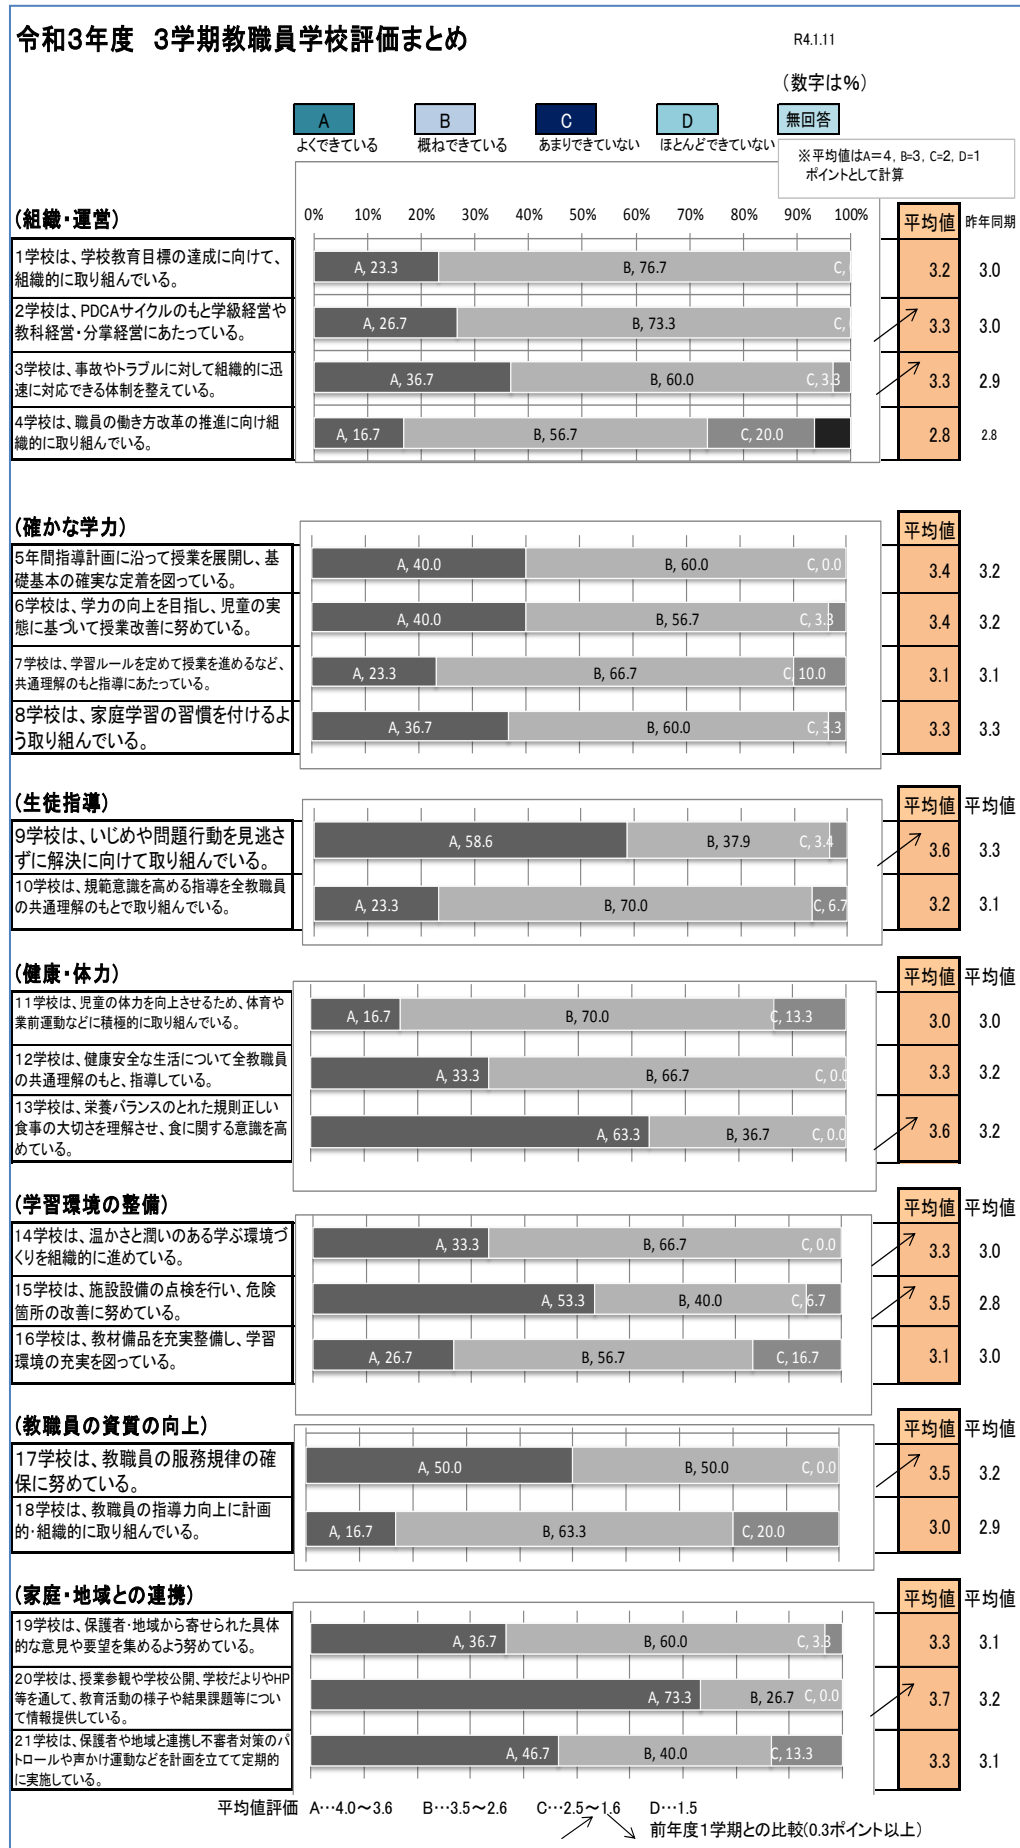 令和3年度　3学期教職員学校評価まとめ
R4.1.11
(数字は%)
A B C D 無回答
よくできている 概ねできている あまりできていない ほとんどできていない
※平均値はA=4, B=3, C=2, D=1
ポイントとして計算
(組織・運営)
0% 10% 20% 30% 40% 50% 60% 70% 80% 90% 100%
平均値 昨年同期
1学校は、学校教育目標の達成に向けて、
組織的に取り組んでいる。
A, 23.3 B, 76.7 C, 3.2 3.0
2学校は、PDCAサイクルのもと学級経営や
教科経営・分掌経営にあたっている。
A, 26.7 B, 73.3 C, 3.3 3.0
3学校は、事故やトラブルに対して組織的に迅
速に対応できる体制を整えている。
A, 36.7 B, 60.0 C, 3.3 3.3 2.9
4学校は、職員の働き方改革の推進に向け組
織的に取り組んでいる。
A, 16.7 B, 56.7 C, 20.0 2.8 2.8
(確かな学力)
平均値
5年間指導計画に沿って授業を展開し、基
礎基本の確実な定着を図っている。
A, 40.0 B, 60.0 C, 0.0 3.4 3.2
6学校は、学力の向上を目指し、児童の実
態に基づいて授業改善に努めている。
A, 40.0 B, 56.7 C, 3.3 3.4 3.2
7学校は、学習ルールを定めて授業を進めるなど、
共通理解のもと指導にあたっている。
A, 23.3 B, 66.7 C, 10.0 3.1 3.1
8学校は、家庭学習の習慣を付けるよ
う取り組んでいる。
A, 36.7 B, 60.0 C, 3.3 3.3 3.3
(生徒指導)
平均値 平均値
9学校は、いじめや問題行動を見逃さ
ずに解決に向けて取り組んでいる。
A, 58.6 B, 37.9 C, 3.4 3.6 3.3
10学校は、規範意識を高める指導を全教職員
の共通理解のもとで取り組んでいる。
A, 23.3 B, 70.0 C, 6.7 3.2 3.1
(健康・体力)
平均値 平均値
11学校は、児童の体力を向上させるため、体育や
業前運動などに積極的に取り組んでいる。
A, 16.7 B, 70.0 C, 13.3 3.0 3.0
12学校は、健康安全な生活について全教職員
の共通理解のもと、指導している。
A, 33.3 B, 66.7 C, 0.0 3.3 3.2
13学校は、栄養バランスのとれた規則正しい
食事の大切さを理解させ、食に関する意識を高
めている。
A, 63.3 B, 36.7 C, 0.0 3.6 3.2
(学習環境の整備)
平均値 平均値
14学校は、温かさと潤いのある学ぶ環境づ
くりを組織的に進めている。
A, 33.3 B, 66.7 C, 0.0 3.3 3.0
15学校は、施設設備の点検を行い、危険
箇所の改善に努めている。
A, 53.3 B, 40.0 C, 6.7 3.5 2.8
16学校は、教材備品を充実整備し、学習
環境の充実を図っている。
A, 26.7 B, 56.7 C, 16.7 3.1 3.0
(教職員の資質の向上)
平均値 平均値
17学校は、教職員の服務規律の確
保に努めている。
A, 50.0 B, 50.0 C, 0.0 3.5 3.2
18学校は、教職員の指導力向上に計画
的・組織的に取り組んでいる。
A, 16.7 B, 63.3 C, 20.0 3.0 2.9
(家庭・地域との連携)
平均値 平均値
19学校は、保護者・地域から寄せられた具体
的な意見や要望を集めるよう努めている。
A, 36.7 B, 60.0 C, 3.3 3.3 3.1
20学校は、授業参観や学校公開、学校だよりやHP
等を通して、教育活動の様子や結果課題等につい
て情報提供している。
A, 73.3 B, 26.7 C, 0.0 3.7 3.2
21学校は、保護者や地域と連携し不審者対策のパ
トロールや声かけ運動などを計画を立てて定期的
に実施している。
A, 46.7 B, 40.0 C, 13.3 3.3 3.1
平均値評価 A…4.0～3.6 B…3.5～2.6 C…2.5～1.6 D…1.5
前年度1学期との比較(0.3ポイント以上)